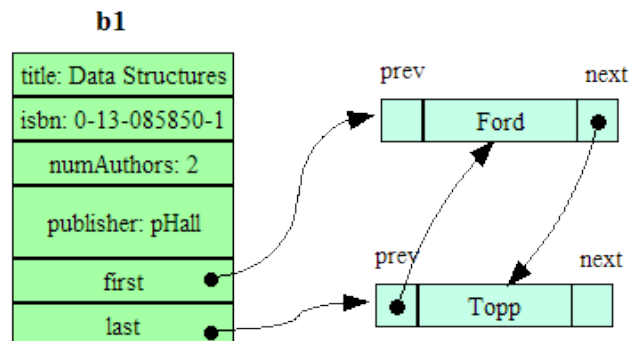 b1
title: Data Structures
isbn: 0-13-085850-1
numAuthors: 2
publisher: pHall
first
last
prev next
Ford
prev next
Topp